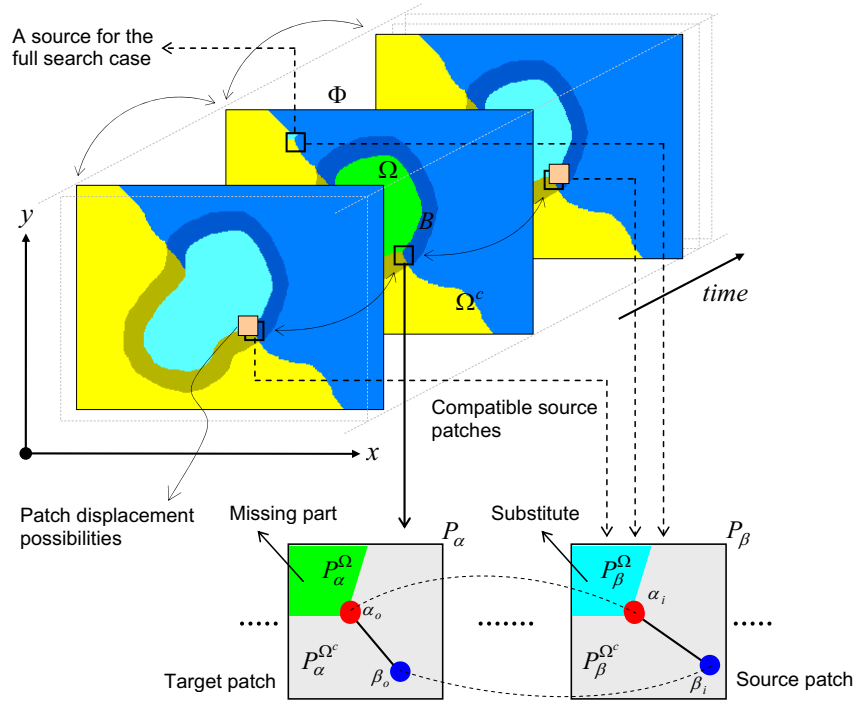 A source for the
full search case
Φ
Ω
y
B
Ω^c
time
x
Compatible source
patches
Patch displacement
possibilities
Missing part
Substitute
P_α
P_β
P_α^Ω
P_β^Ω
α_o
α_i
.....
.......
.....
P_α^{Ω^c}
P_β^{Ω^c}
β_o
β_i
Target patch
Source patch